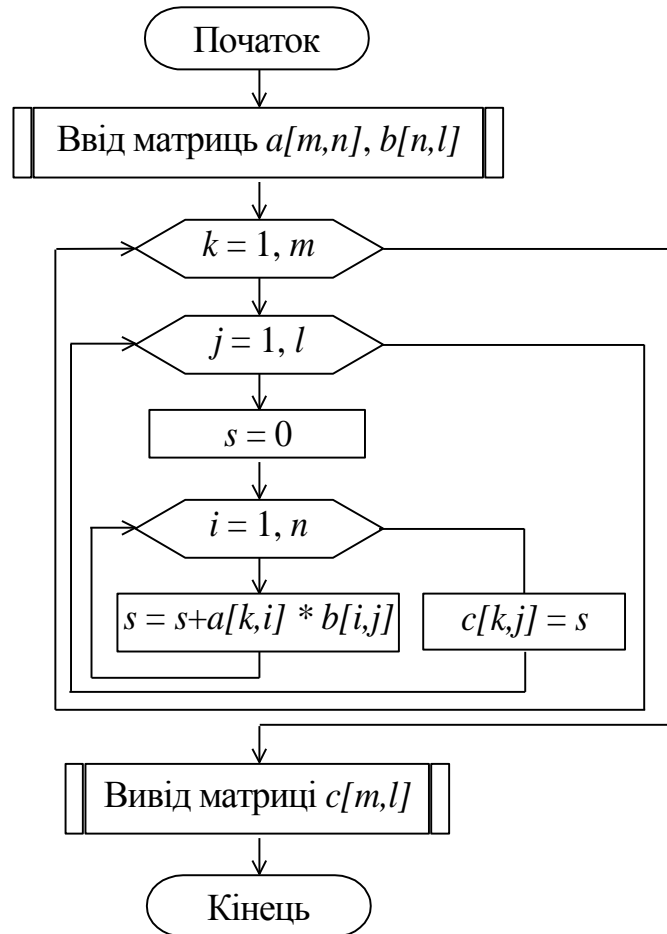 Початок
Ввід матриць a[m,n], b[n,l]
k = 1, m
j = 1, l
s = 0
i = 1, n
s = s+a[k,i] * b[i,j]
c[k,j] = s
Вивід матриці c[m,l]
Кінець